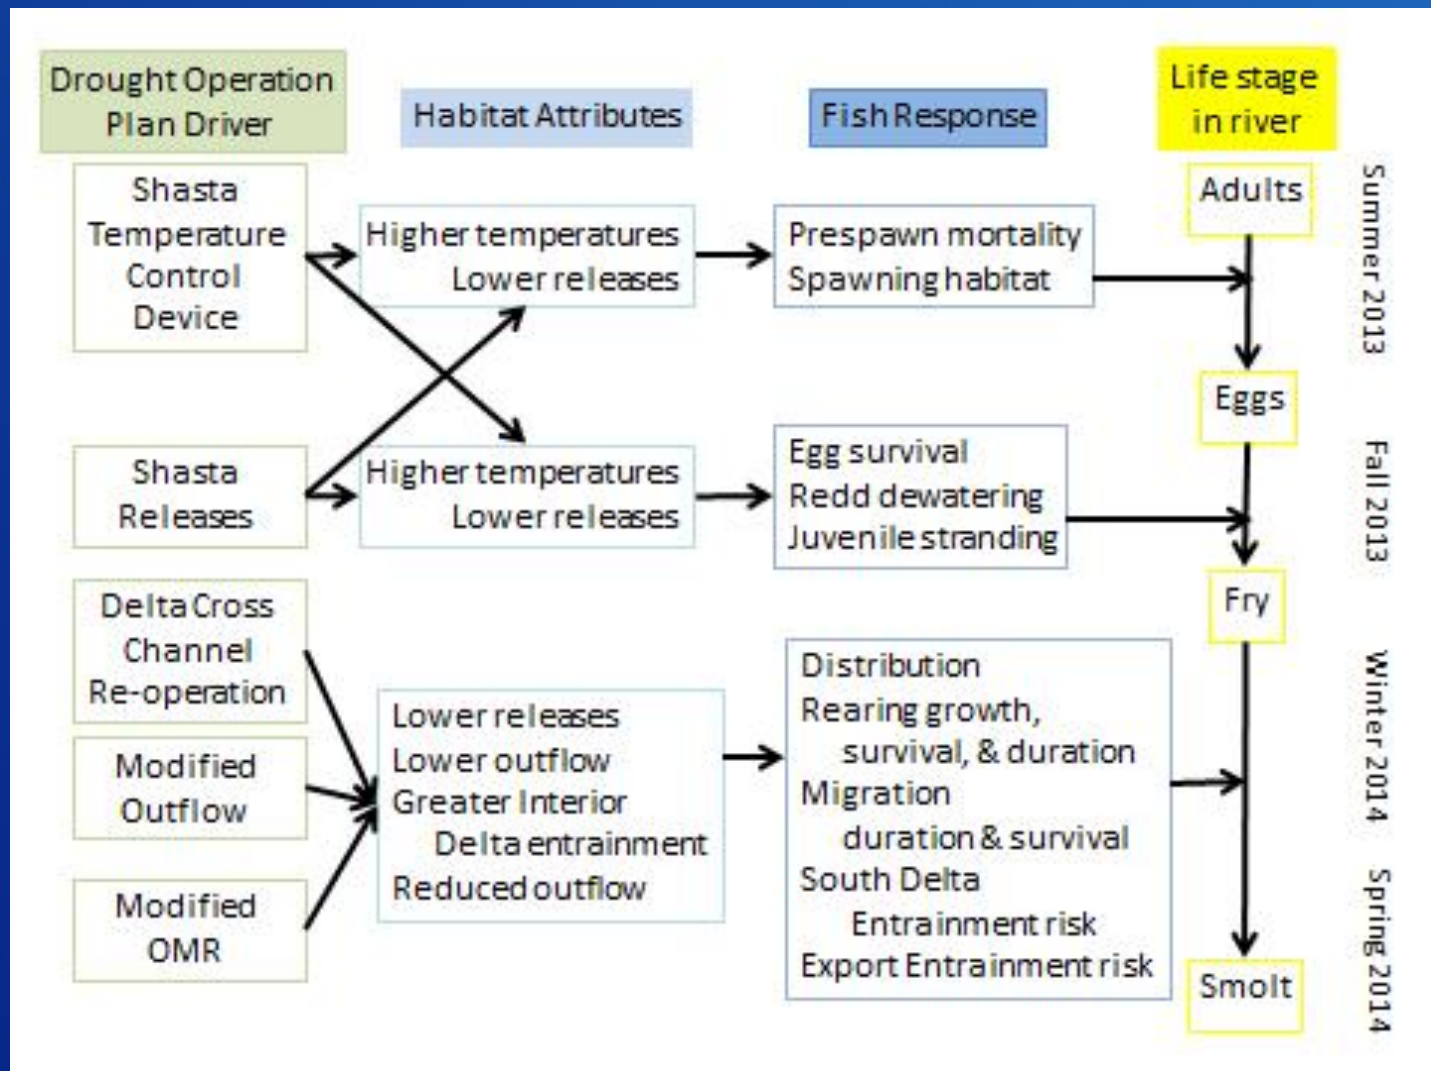 Drought Operation
Plan Driver
Habitat Attributes
Fish Response
Life stage
in river
Shasta
Temperature
Control
Device
Higher temperatures
Lower releases
Prespawn mortality
Spawning habitat
Adults
Summer 2013
Eggs
Shasta
Releases
Higher temperatures
Lower releases
Egg survival
Redd dewatering
Juvenile stranding
Fall 2013
Fry
Delta Cross
Channel
Re-operation
Modified
Outflow
Modified
OMR
Lower releases
Lower outflow
Greater Interior
Delta entrainment
Reduced outflow
Distribution
Rearing growth,
survival, & duration
Migration
duration & survival
South Delta
Entrainment risk
Export Entrainment risk
Winter 2014
Spring 2014
Smolt